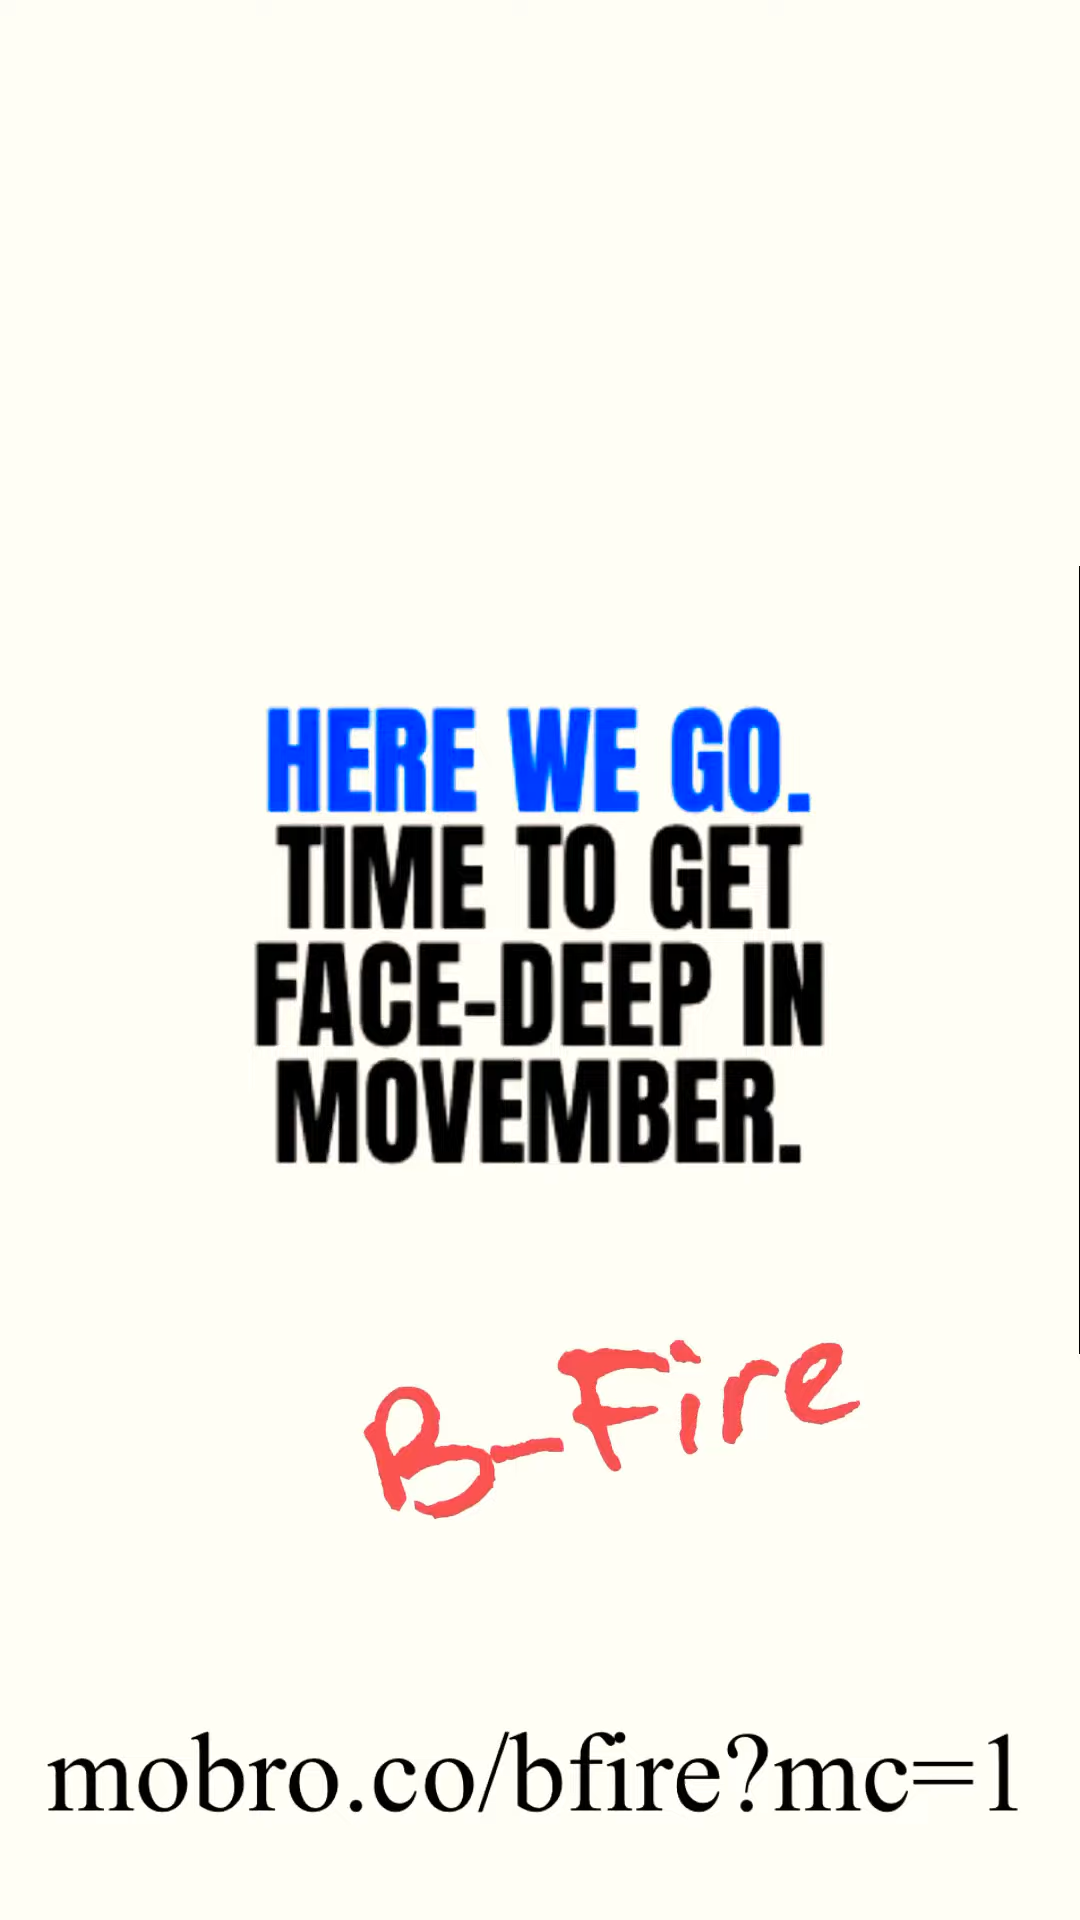 HERE WE GO.
TIME TO GET
FACE-DEEP IN
MOVEMBER.
B-Fire
mobro.co/bfire?mc=1